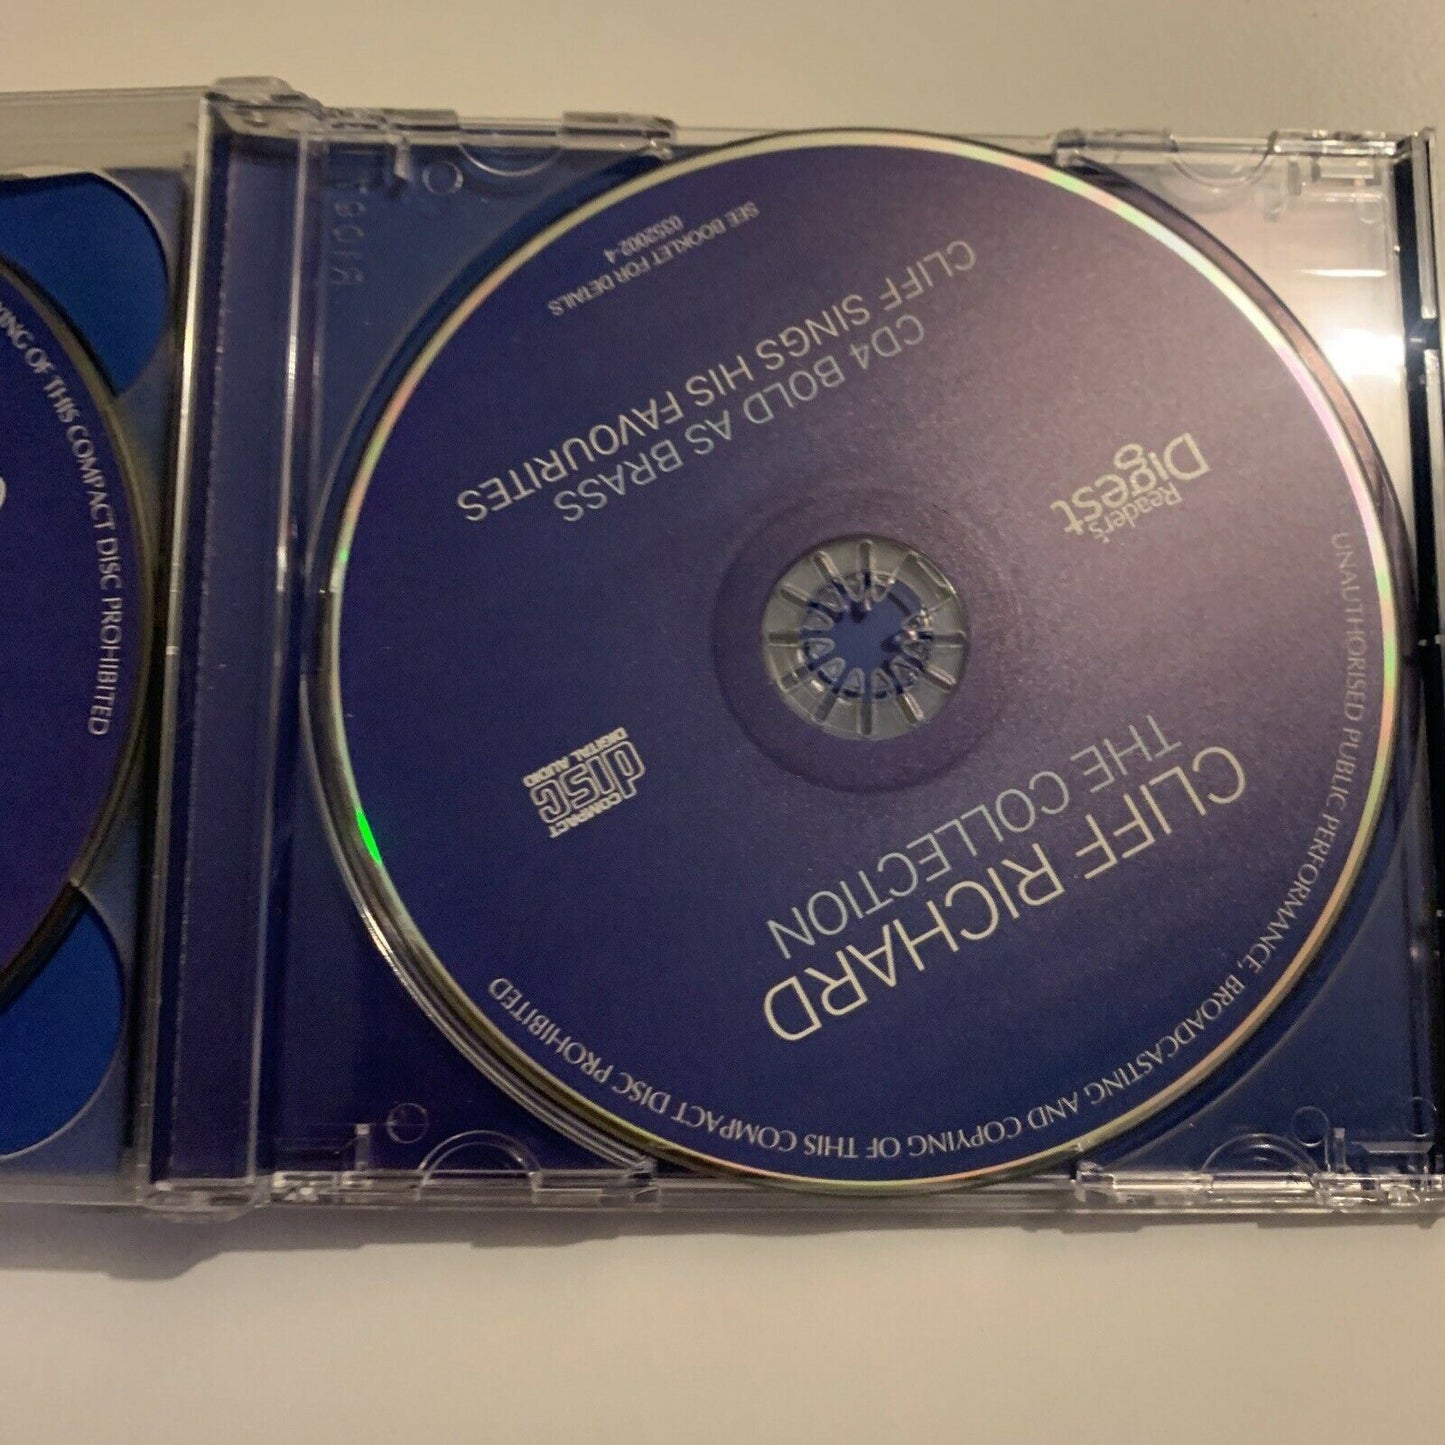 CLIFF RICHARD
THE COLLECTION
Reader's
Digest
COMPACT
disc
DIGITAL AUDIO
CD4 BOLD AS BRASS
CLIFF SINGS HIS FAVOURITES
SEE BOOKLET FOR DETAILS
0352002-4
UNAUTHORISED PUBLIC PERFORMANCE, BROADCASTING AND COPYING OF THIS COMPACT DISC PROHIBITED
OF THIS COMPACT DISC PROHIBITED